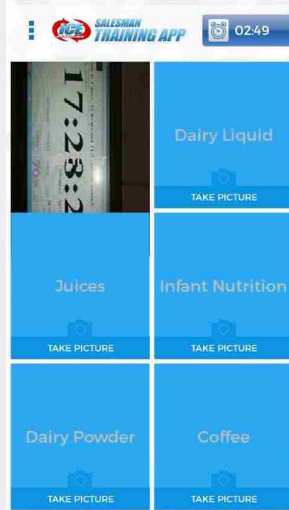 ICE
SALESMAN
TRAINING APP
02:49
17:28:2
Dairy Liquid
TAKE PICTURE
Juices
TAKE PICTURE
Infant Nutrition
TAKE PICTURE
Dairy Powder
TAKE PICTURE
Coffee
TAKE PICTURE